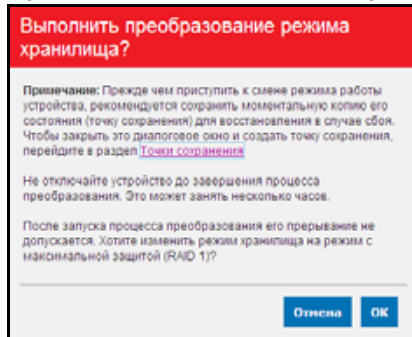 Выполнить преобразование режима
хранилища?
Примечание: Прежде чем приступить к смене режима работы
устройства, рекомендуется сохранить моментальную копию его
состояния (точку сохранения) для восстановления в случае сбоя.
Чтобы закрыть это диалоговое окно и создать точку сохранения,
перейдите в раздел Точки сохранения
Не отключайте устройство до завершения процесса
преобразования. Это может занять несколько часов.
После запуска процесса преобразования его прерывание не
допускается. Хотите изменить режим хранилища на режим с
максимальной защитой (RAID 1)?
Отмена OK